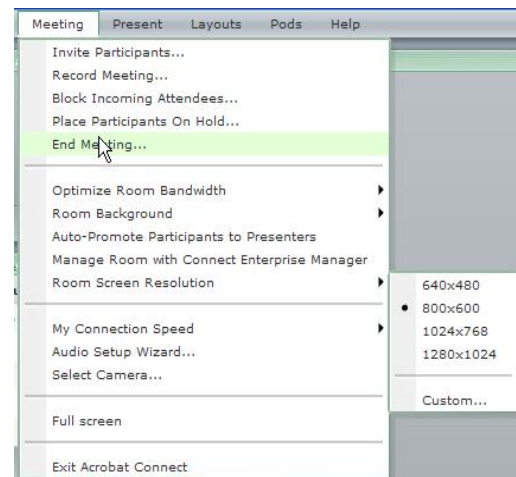 Meeting Present Layouts Pods Help
Invite Participants...
Record Meeting...
Block Incoming Attendees...
Place Participants On Hold...
End Meeting...
Optimize Room Bandwidth
Room Background
Auto-Promote Participants to Presenters
Manage Room with Connect Enterprise Manager
Room Screen Resolution
640x480
800x600
1024x768
1280x1024
Custom...
My Connection Speed
Audio Setup Wizard...
Select Camera...
Full screen
Exit Acrobat Connect